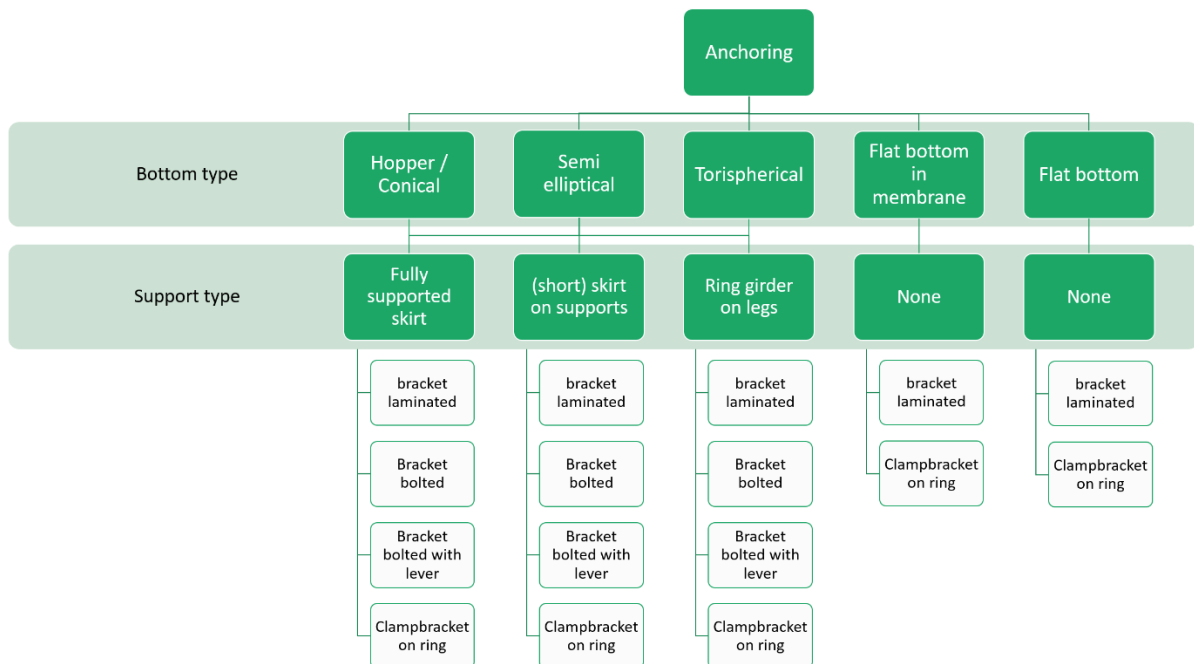 Anchoring
Bottom type
Hopper /
Conical
Semi
elliptical
Torispherical
Flat bottom
in
membrane
Flat bottom
Support type
Fully
supported
skirt
(short) skirt
on supports
Ring girder
on legs
None
None
bracket
laminated
Bracket
bolted
Bracket
bolted with
lever
Clampbracket
on ring
bracket
laminated
Bracket
bolted
Bracket
bolted with
lever
Clampbracket
on ring
bracket
laminated
Bracket
bolted
Bracket
bolted with
lever
Clampbracket
on ring
bracket
laminated
Clampbracket
on ring
bracket
laminated
Clampbracket
on ring